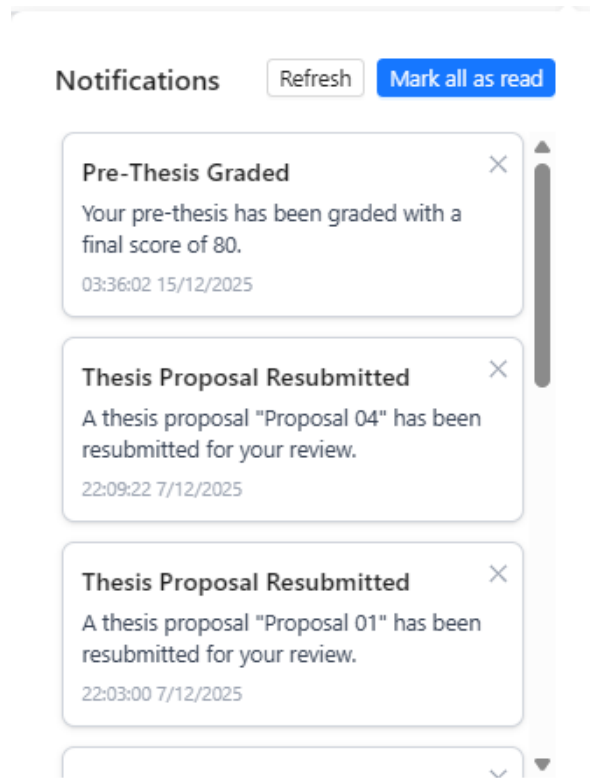 Notifications
Refresh
Mark all as read
Pre-Thesis Graded
Your pre-thesis has been graded with a
final score of 80.
03:36:02 15/12/2025
Thesis Proposal Resubmitted
A thesis proposal "Proposal 04" has been
resubmitted for your review.
22:09:22 7/12/2025
Thesis Proposal Resubmitted
A thesis proposal "Proposal 01" has been
resubmitted for your review.
22:03:00 7/12/2025